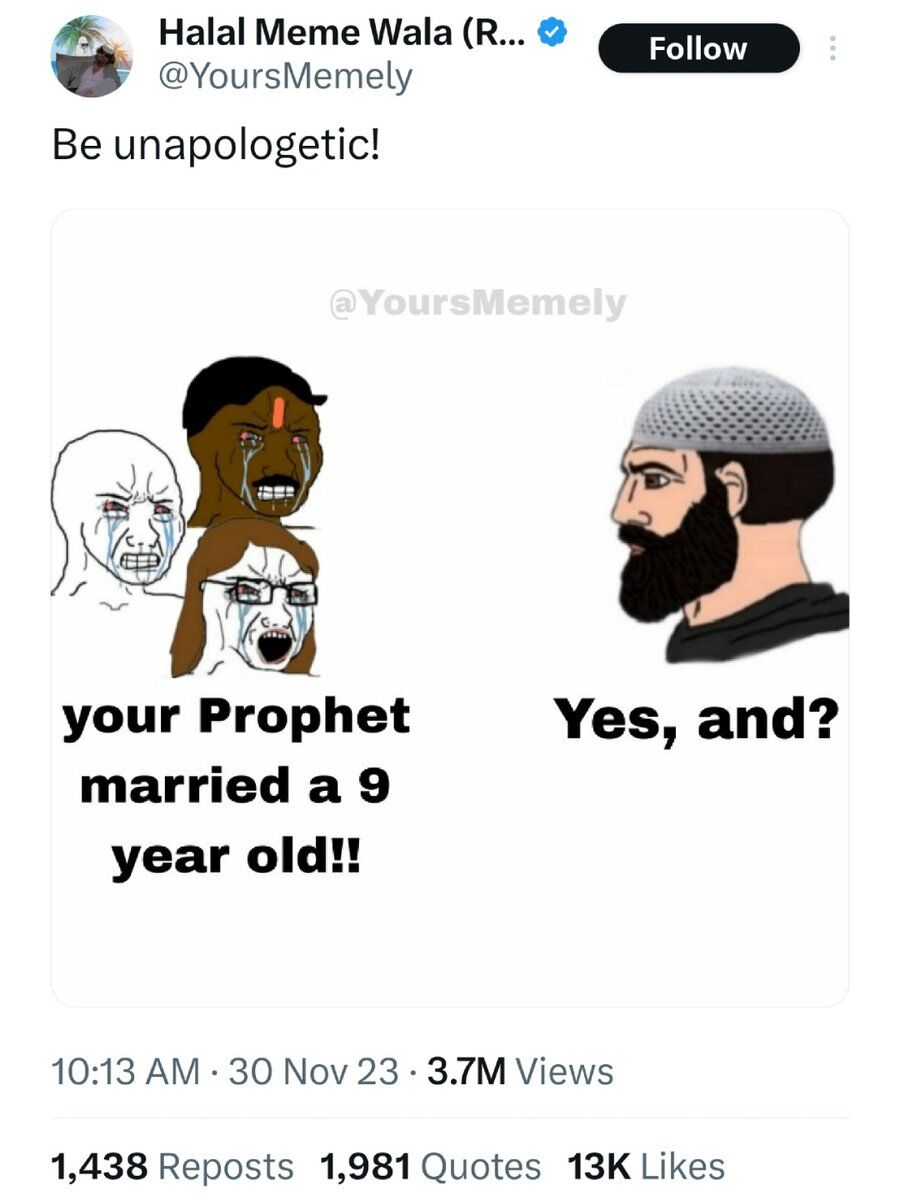 Halal Meme Wala (R...
Follow
@YoursMemely
Be unapologetic!
@YoursMemely
your Prophet
married a 9
year old!!
Yes, and?
10:13 AM · 30 Nov 23 · 3.7M Views
1,438 Reposts 1,981 Quotes 13K Likes